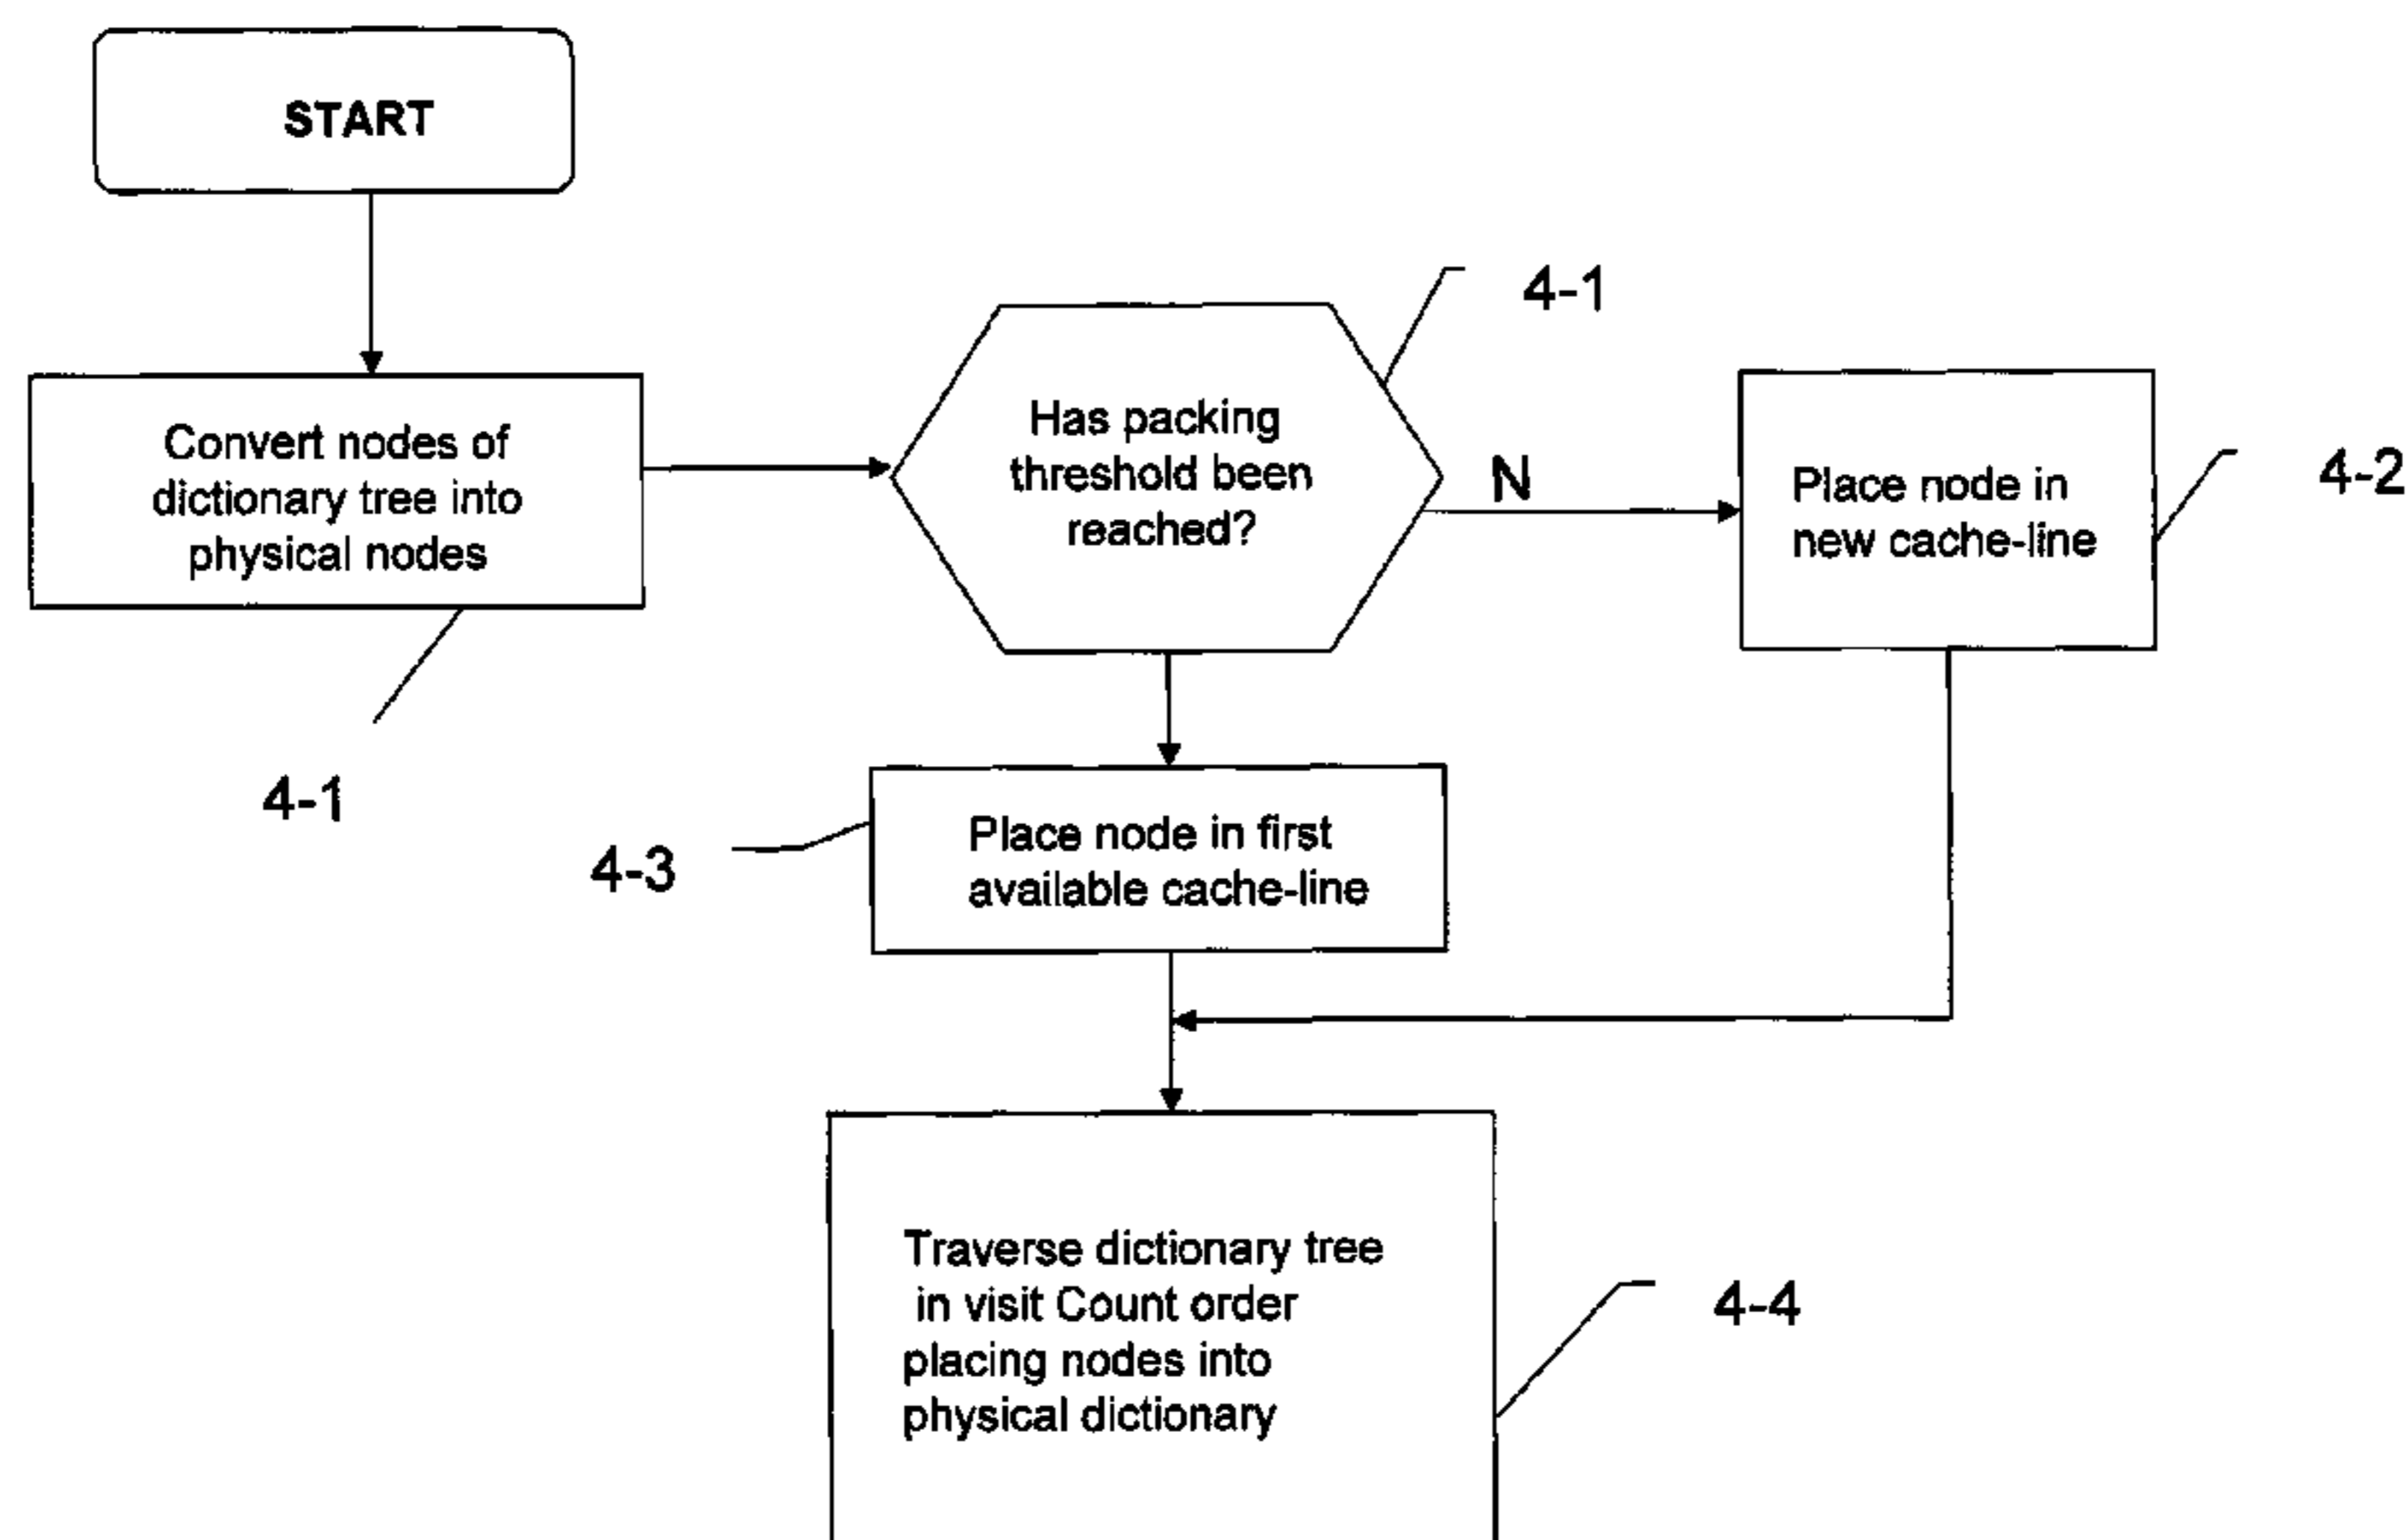 START
Convert nodes of
dictionary tree into
physical nodes
4-1
Has packing
threshold been
reached?
4-1
N
Place node in
new cache-line
4-2
Place node in first
available cache-line
4-3
Traverse dictionary tree
in visit Count order
placing nodes into
physical dictionary
4-4